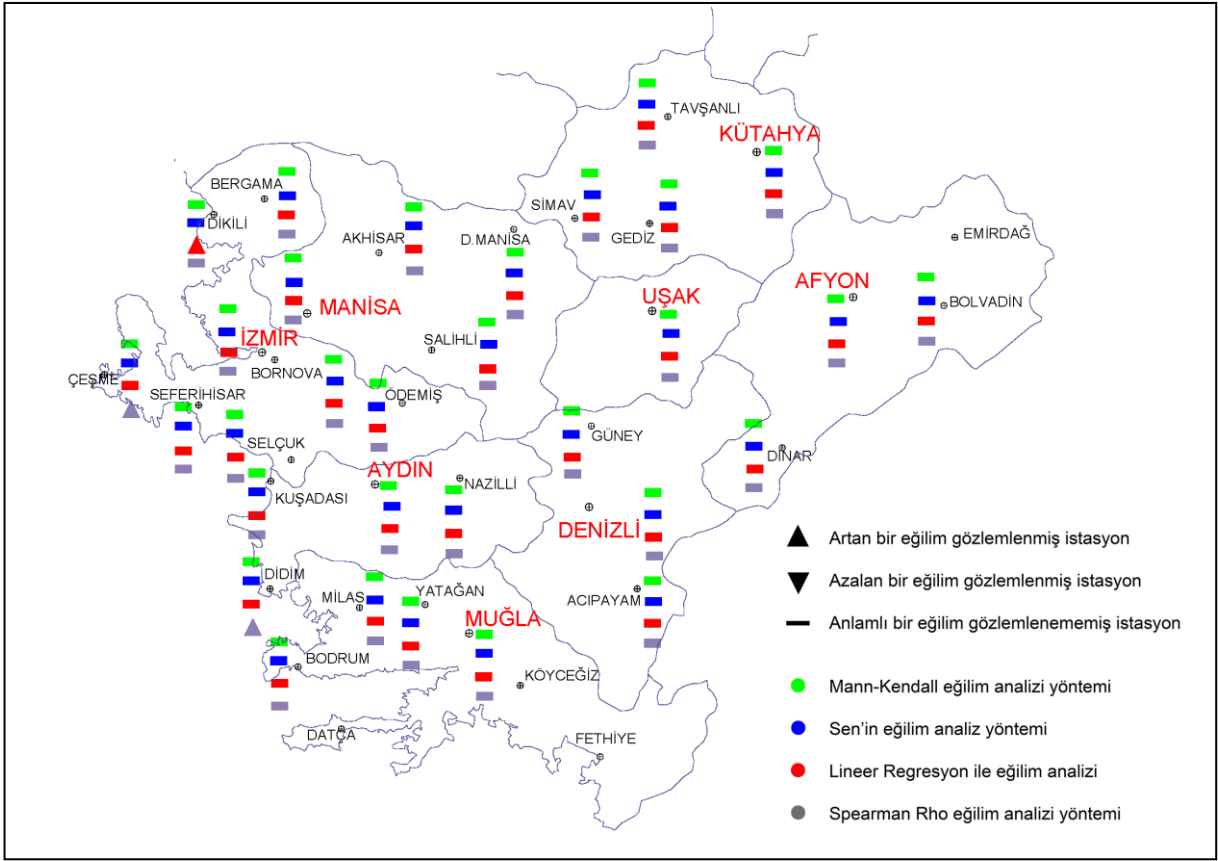 TAVŞANLI
KÜTAHYA
BERGAMA
DİKİLİ
SİMAV
GEDİZ
AKHİSAR
D.MANİSA
EMİRDAĞ
MANİSA
UŞAK
AFYON
BOLVADİN
İZMİR
BORNOVA
SALİHLİ
ÇEŞME
SEFERİHİSAR
ÖDEMİŞ
GÜNEY
SELÇUK
DİNAR
AYDIN
NAZİLLİ
KUŞADASI
DENİZLİ
DİDİM
MİLAS
YATAĞAN
ACIPAYAM
MUĞLA
BODRUM
KÖYCEĞİZ
DATÇA
FETHİYE
Artan bir eğilim gözlemlenmiş istasyon
Azalan bir eğilim gözlemlenmiş istasyon
Anlamlı bir eğilim gözlemlenememiş istasyon
Mann-Kendall eğilim analizi yöntemi
Sen'in eğilim analiz yöntemi
Lineer Regresyon ile eğilim analizi
Spearman Rho eğilim analizi yöntemi